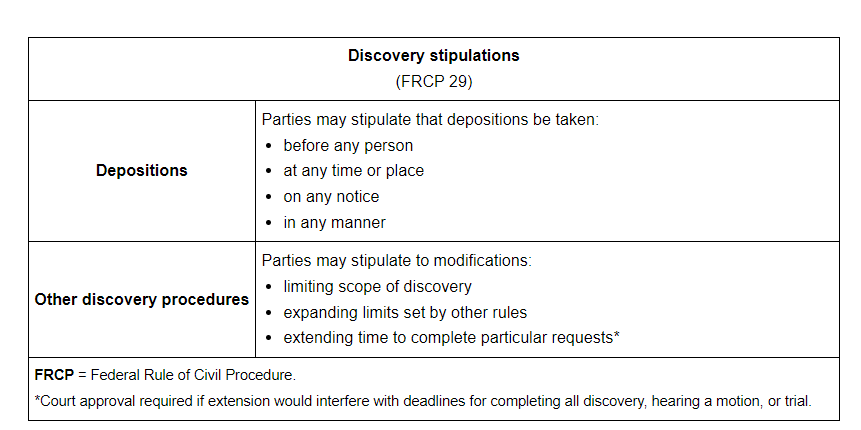 Discovery stipulations
(FRCP 29)
Depositions
Parties may stipulate that depositions be taken:
• before any person
• at any time or place
• on any notice
• in any manner
Other discovery procedures
Parties may stipulate to modifications:
• limiting scope of discovery
• expanding limits set by other rules
• extending time to complete particular requests*
FRCP = Federal Rule of Civil Procedure.
*Court approval required if extension would interfere with deadlines for completing all discovery, hearing a motion, or trial.